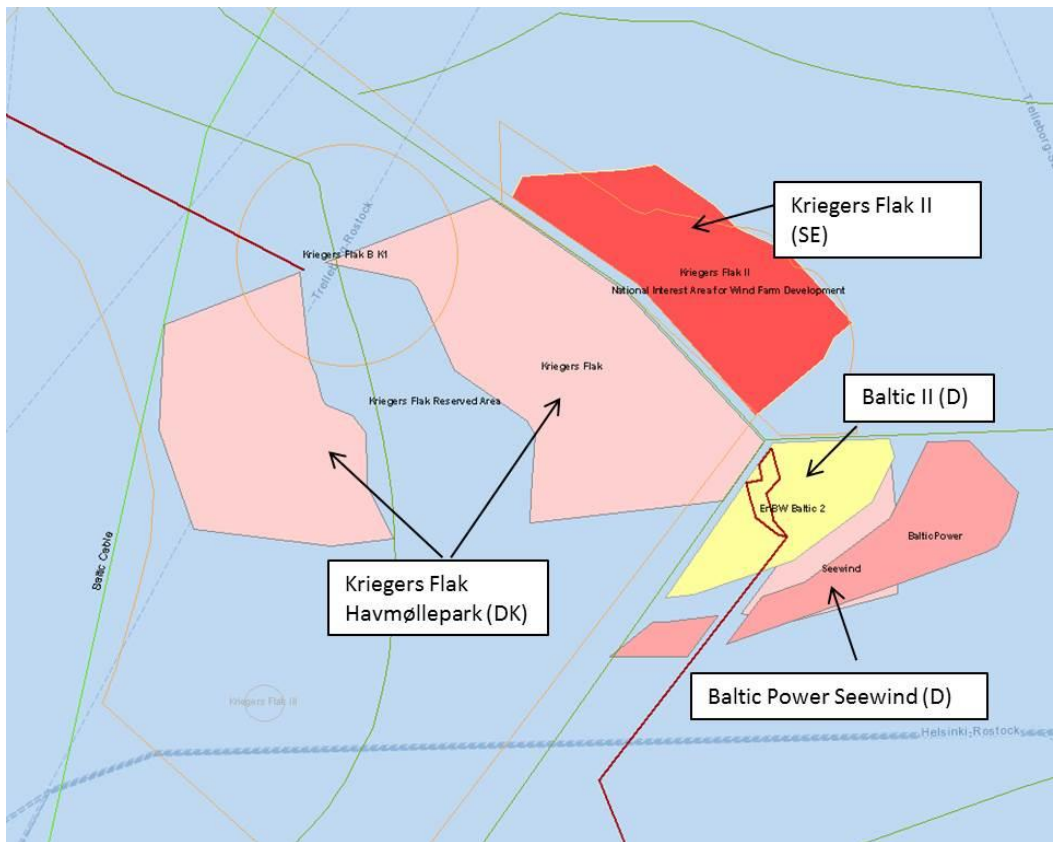 Trelleborg-Rostock
Trelleborg-
Kriegers Flak II
(SE)
Kriegers Flak B K1
Kriegers Flak II
National Interest Area for Wind Farm Development
Kriegers Flak
Kriegers Flak Reserved Area
Baltic II (D)
EnBW Baltic 2
BalticPower
Seewind
Baltic Cable
Kriegers Flak
Havmøllepark (DK)
Baltic Power Seewind (D)
Kriegers Flak III
Helsinki-Rostock